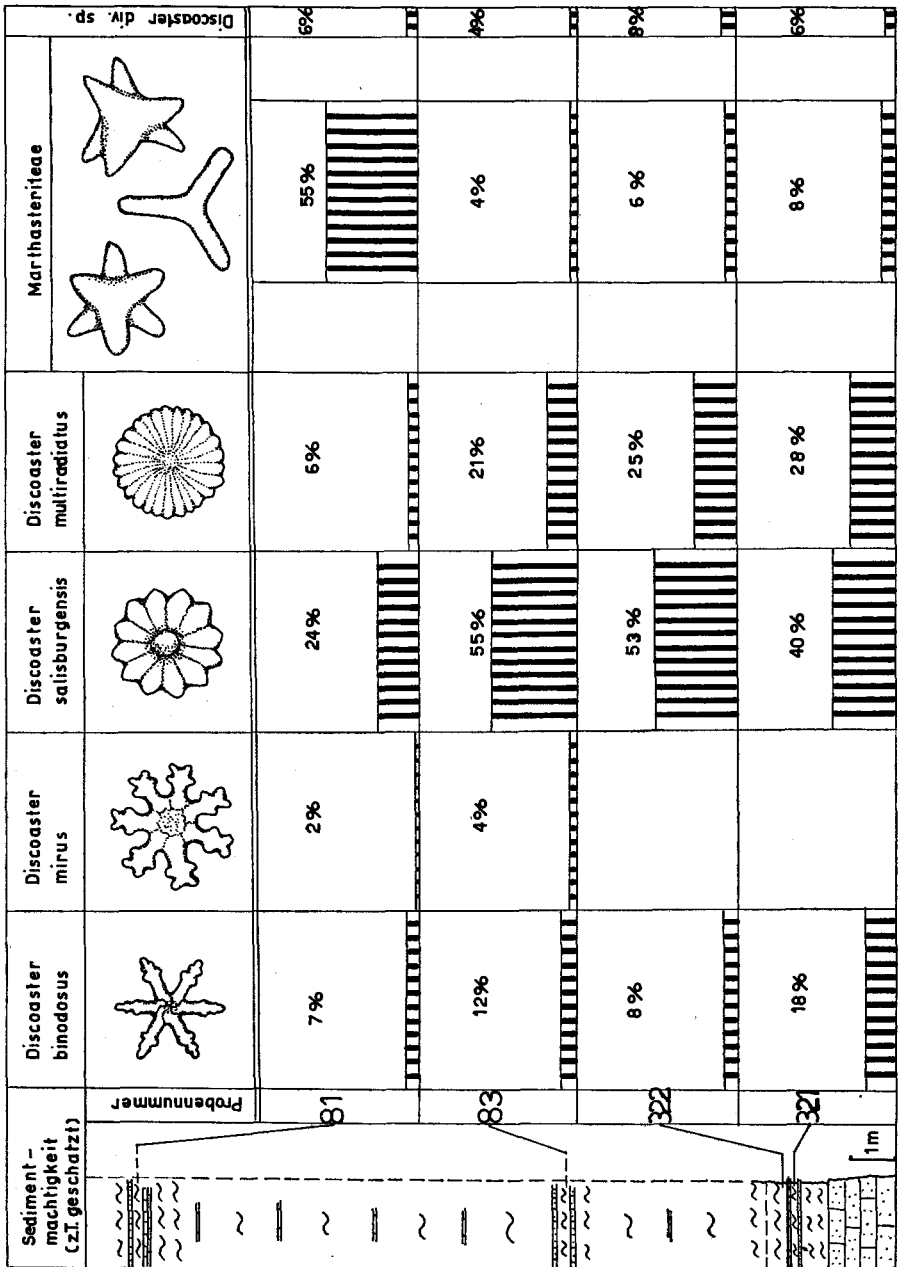 Sediment-
machtigkeit
(z.T. geschatzt)
Probennummer
Discoaster
binodosus
Discoaster
mirus
Discoaster
salisburgensis
Discoaster
multiradiatus
Marthasteriteae
Discoaster div. sp.
81
7%
2%
24%
6%
55%
6%
83
12%
4%
55%
21%
4%
4%
322
8%
53%
25%
6%
8%
321
18%
40%
28%
8%
6%
1m